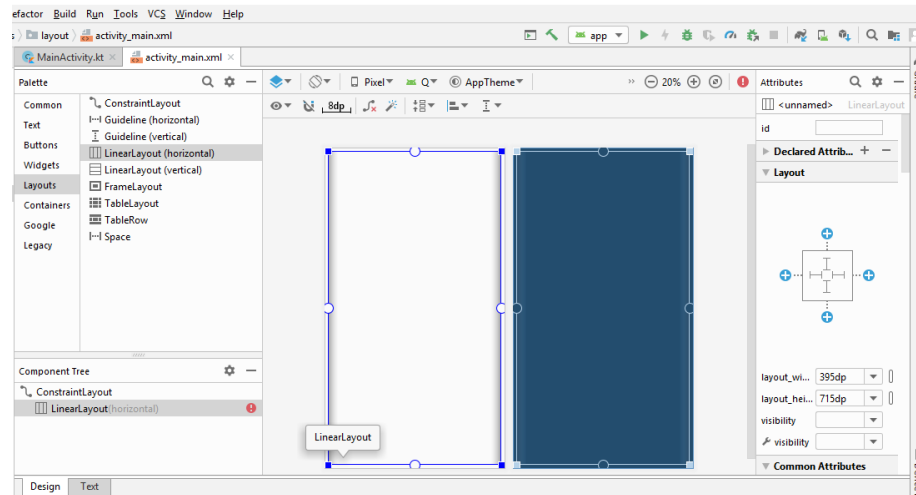 efactor Build Run Tools VCS Window Help
layout activity_main.xml app
MainActivity.kt activity_main.xml
Palette Pixel Q AppTheme 20% Attributes
Common ConstraintLayout 8dp <unnamed> LinearLayout
Text Guideline (horizontal) id
Guideline (vertical)
Buttons LinearLayout (horizontal) Declared Attrib...
Widgets LinearLayout (vertical) Layout
Layouts FrameLayout
Containers TableLayout
Google TableRow
Legacy Space
Component Tree
ConstraintLayout layout_wi... 395dp
LinearLayout(horizontal) layout_hei... 715dp
visibility
LinearLayout visibility
Common Attributes
Design Text